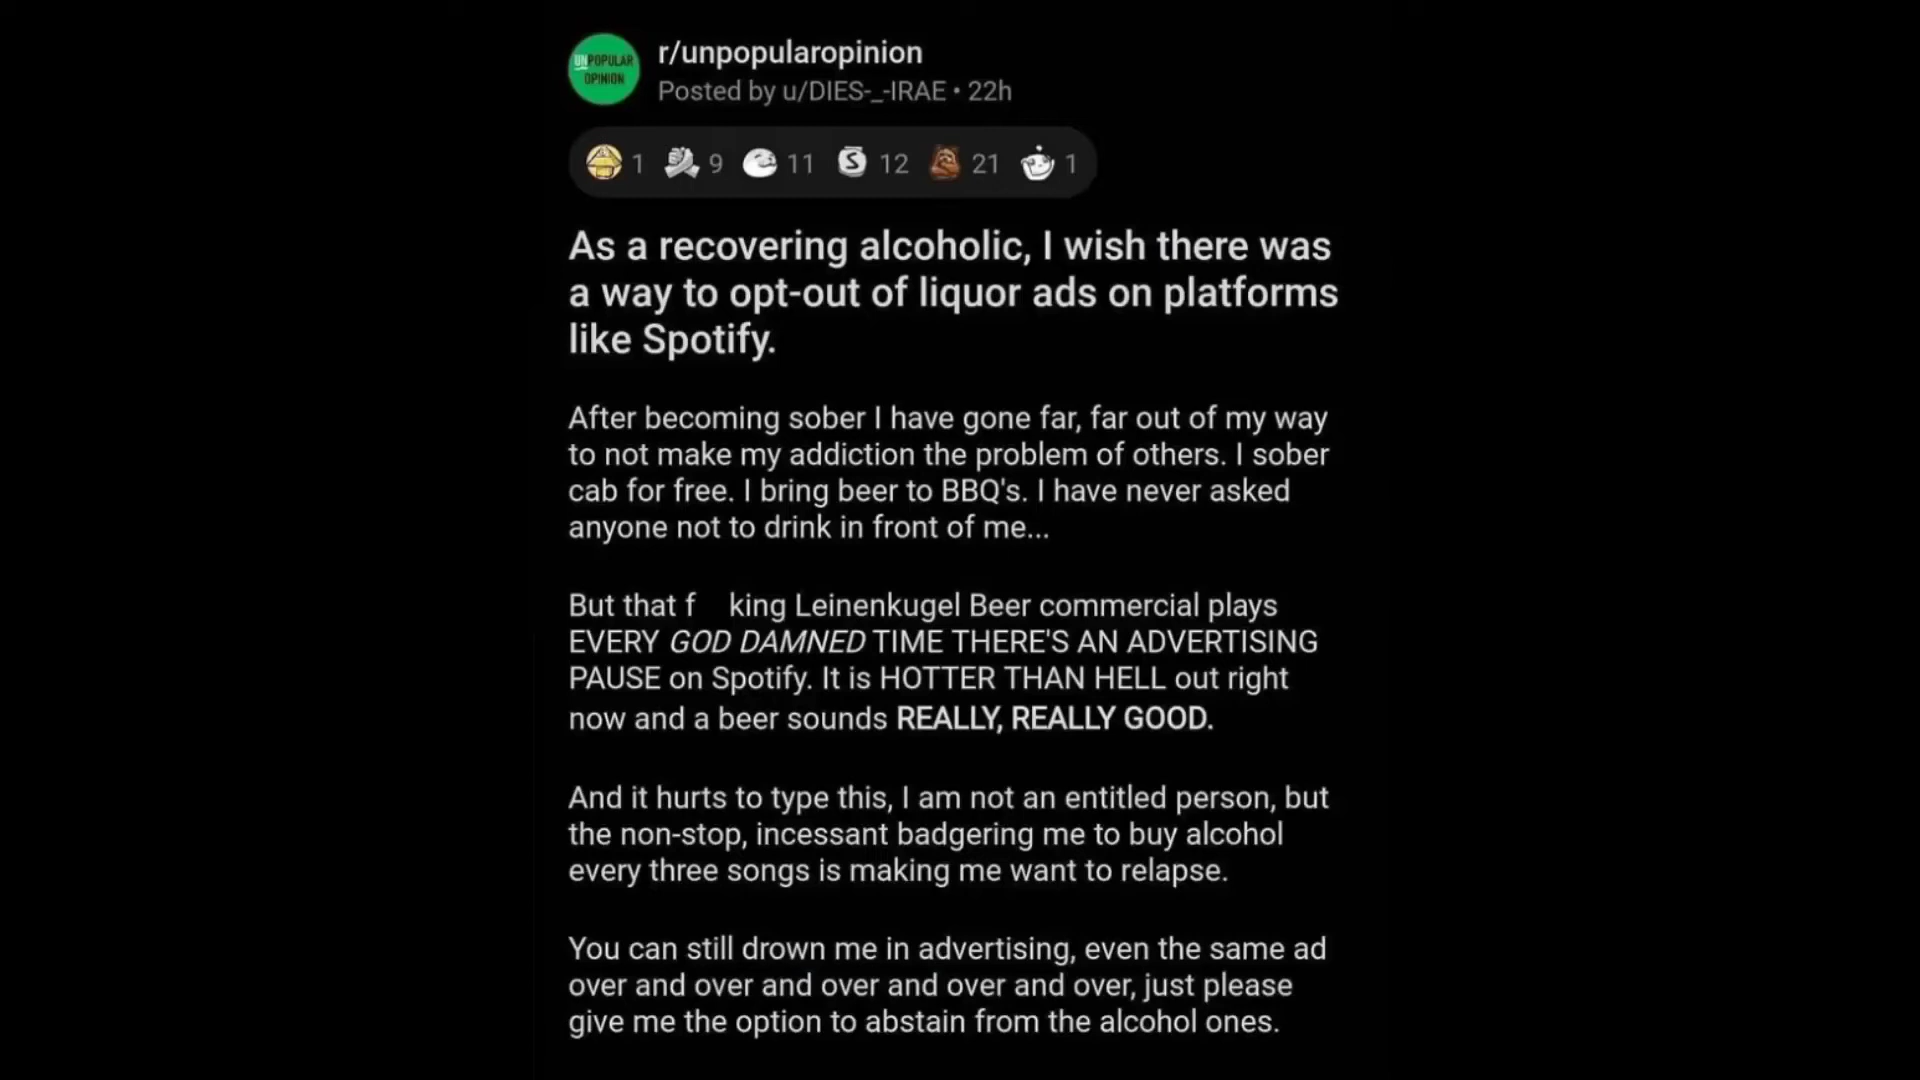 UNPOPULAR
OPINION
r/unpopularopinion
Posted by u/DIES-_-IRAE • 22h
1 9 11 S 12 21 1
As a recovering alcoholic, I wish there was
a way to opt-out of liquor ads on platforms
like Spotify.
After becoming sober I have gone far, far out of my way
to not make my addiction the problem of others. I sober
cab for free. I bring beer to BBQ's. I have never asked
anyone not to drink in front of me...
But that f king Leinenkugel Beer commercial plays
EVERY GOD DAMNED TIME THERE'S AN ADVERTISING
PAUSE on Spotify. It is HOTTER THAN HELL out right
now and a beer sounds REALLY, REALLY GOOD.
And it hurts to type this, I am not an entitled person, but
the non-stop, incessant badgering me to buy alcohol
every three songs is making me want to relapse.
You can still drown me in advertising, even the same ad
over and over and over and over and over, just please
give me the option to abstain from the alcohol ones.